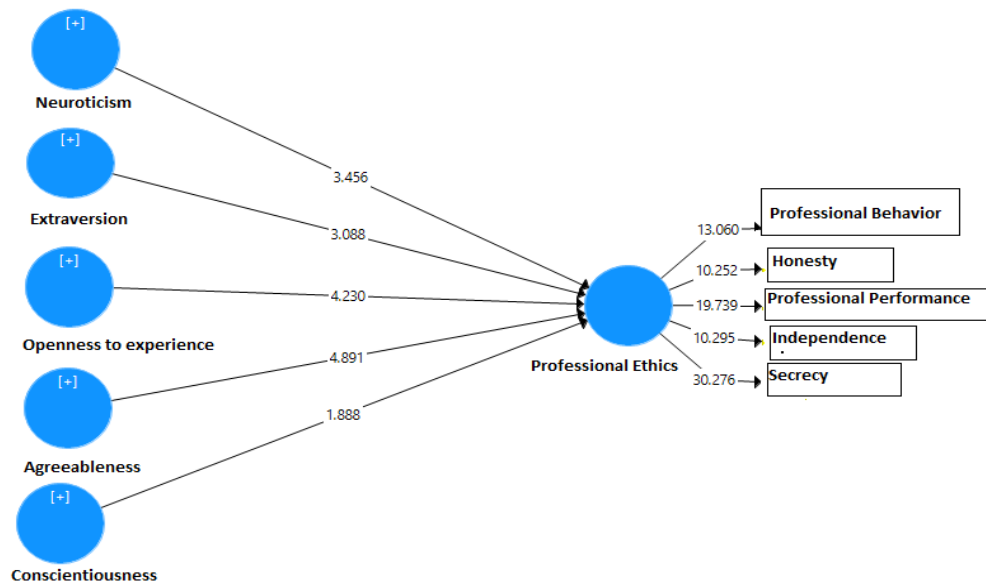 [+]
Neuroticism
3.456
[+]
Extraversion
3.088
[+]
Openness to experience
4.230
[+]
Agreeableness
4.891
[+]
Conscientiousness
1.888
Professional Ethics
13.060
Professional Behavior
10.252
Honesty
19.739
Professional Performance
10.295
Independence
30.276
Secrecy